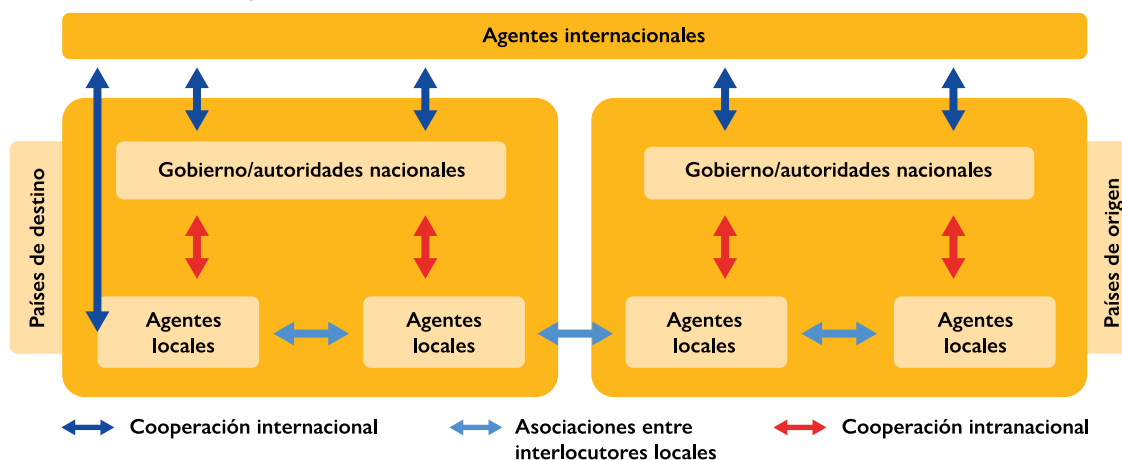 Agentes internacionales
Países de destino
Gobierno/autoridades nacionales
Gobierno/autoridades nacionales
Países de origen
Agentes
locales
Agentes
locales
Agentes
locales
Agentes
locales
Cooperación internacional
Asociaciones entre
interlocutores locales
Cooperación intranacional